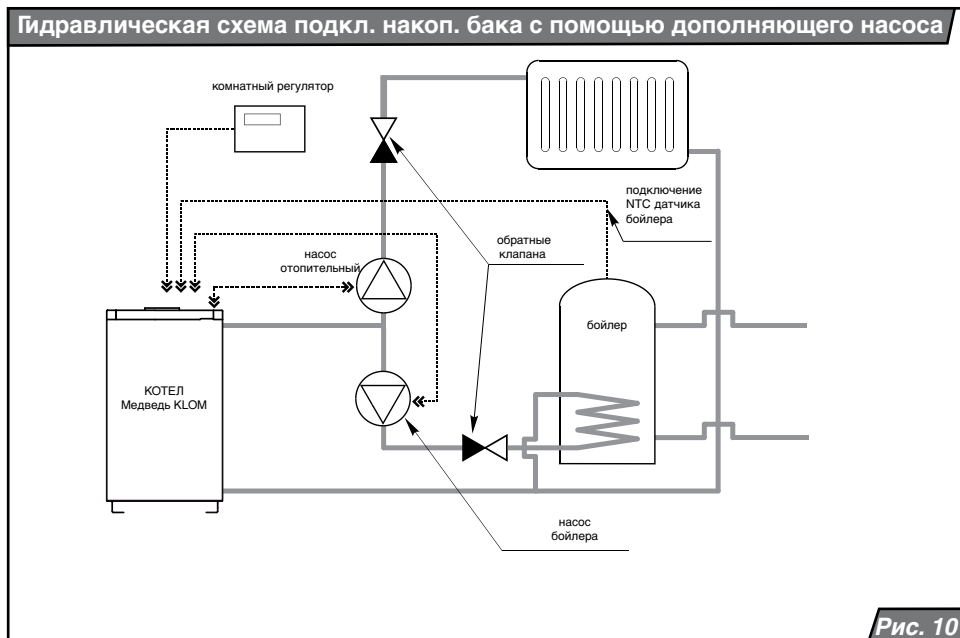 Гидравлическая схема подкл. накоп. бака с помощью дополняющего насоса
комнатный регулятор
подключение
NTC датчика
бойлера
обратные
клапана
насос
отопительный
бойлер
КОТЕЛ
Медведь KLOM
насос
бойлера
Рис. 10